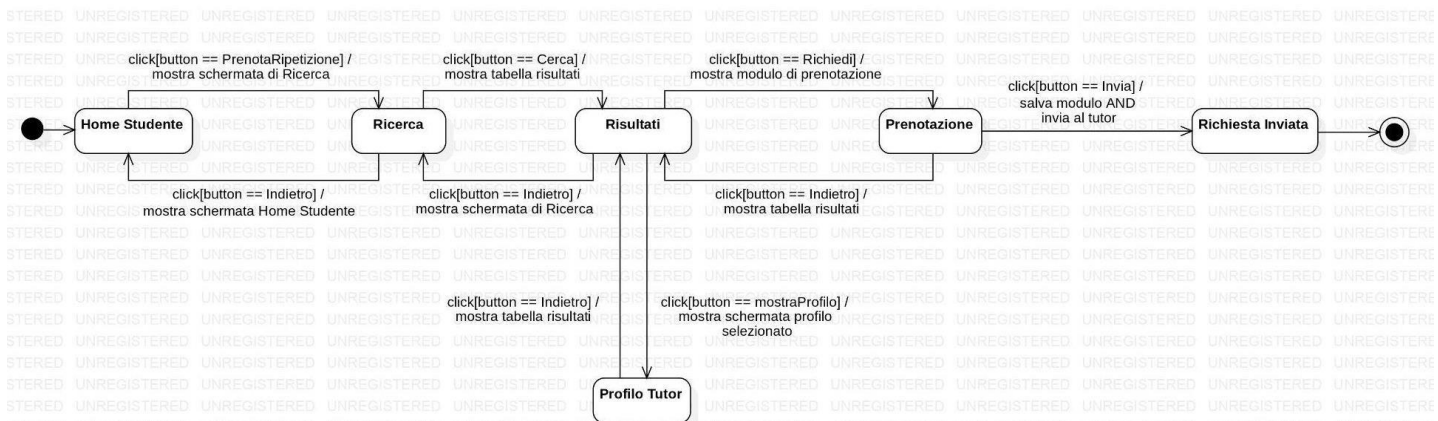 click[button == PrenotaRipetizione] /
mostra schermata di Ricerca
click[button == Cerca] /
mostra tabella risultati
click[button == Richiedi] /
mostra modulo di prenotazione
click[button == Invia] /
salva modulo AND
invia al tutor
Home Studente
Ricerca
Risultati
Prenotazione
Richiesta Inviata
click[button == Indietro] /
mostra schermata Home Studente
click[button == Indietro] /
mostra schermata di Ricerca
click[button == Indietro] /
mostra tabella risultati
click[button == Indietro] /
mostra tabella risultati
click[button == mostraProfilo] /
mostra schermata profilo
selezionato
Profilo Tutor
UNREGISTERED